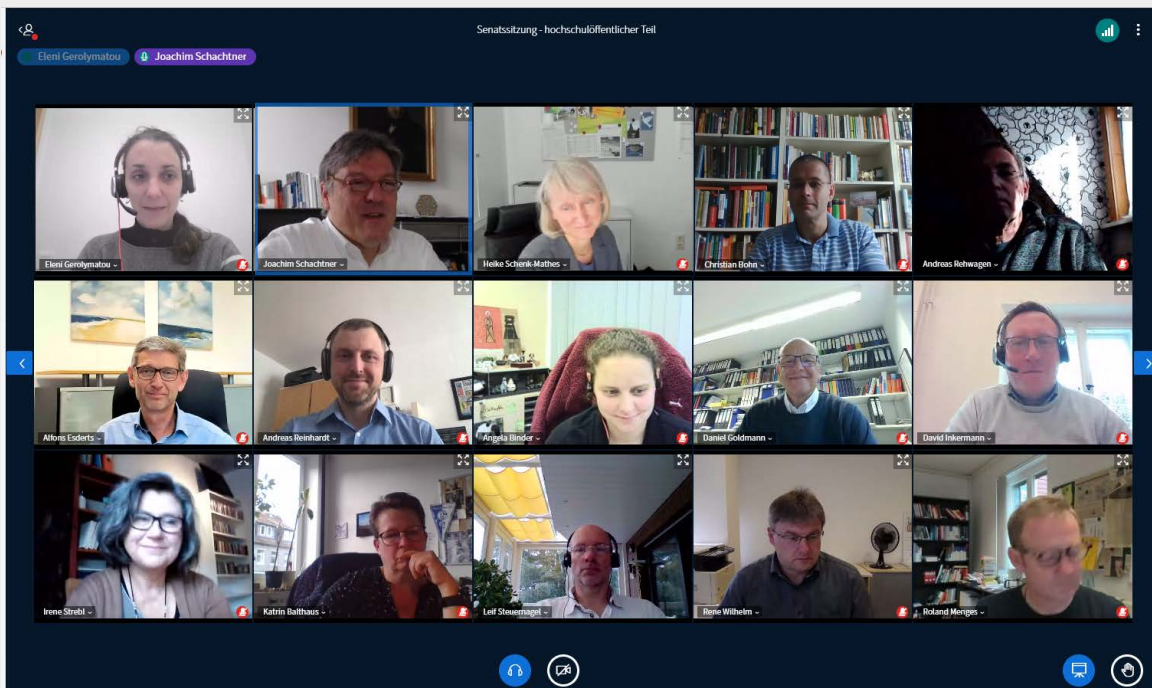 Senatssitzung - hochschulöffentlicher Teil
Eleni Gerolymatou
Joachim Schachtner
Eleni Gerolymatou
Joachim Schachtner
Heike Schenk-Mathes
Christian Bohn
Andreas Rehwagen
Alfons Esderts
Andreas Reinhardt
Angela Binder
Daniel Goldmann
David Inkermann
Irene Strebl
Katrin Balthaus
Leif Steuernagel
Rene Wilhelm
Roland Menges